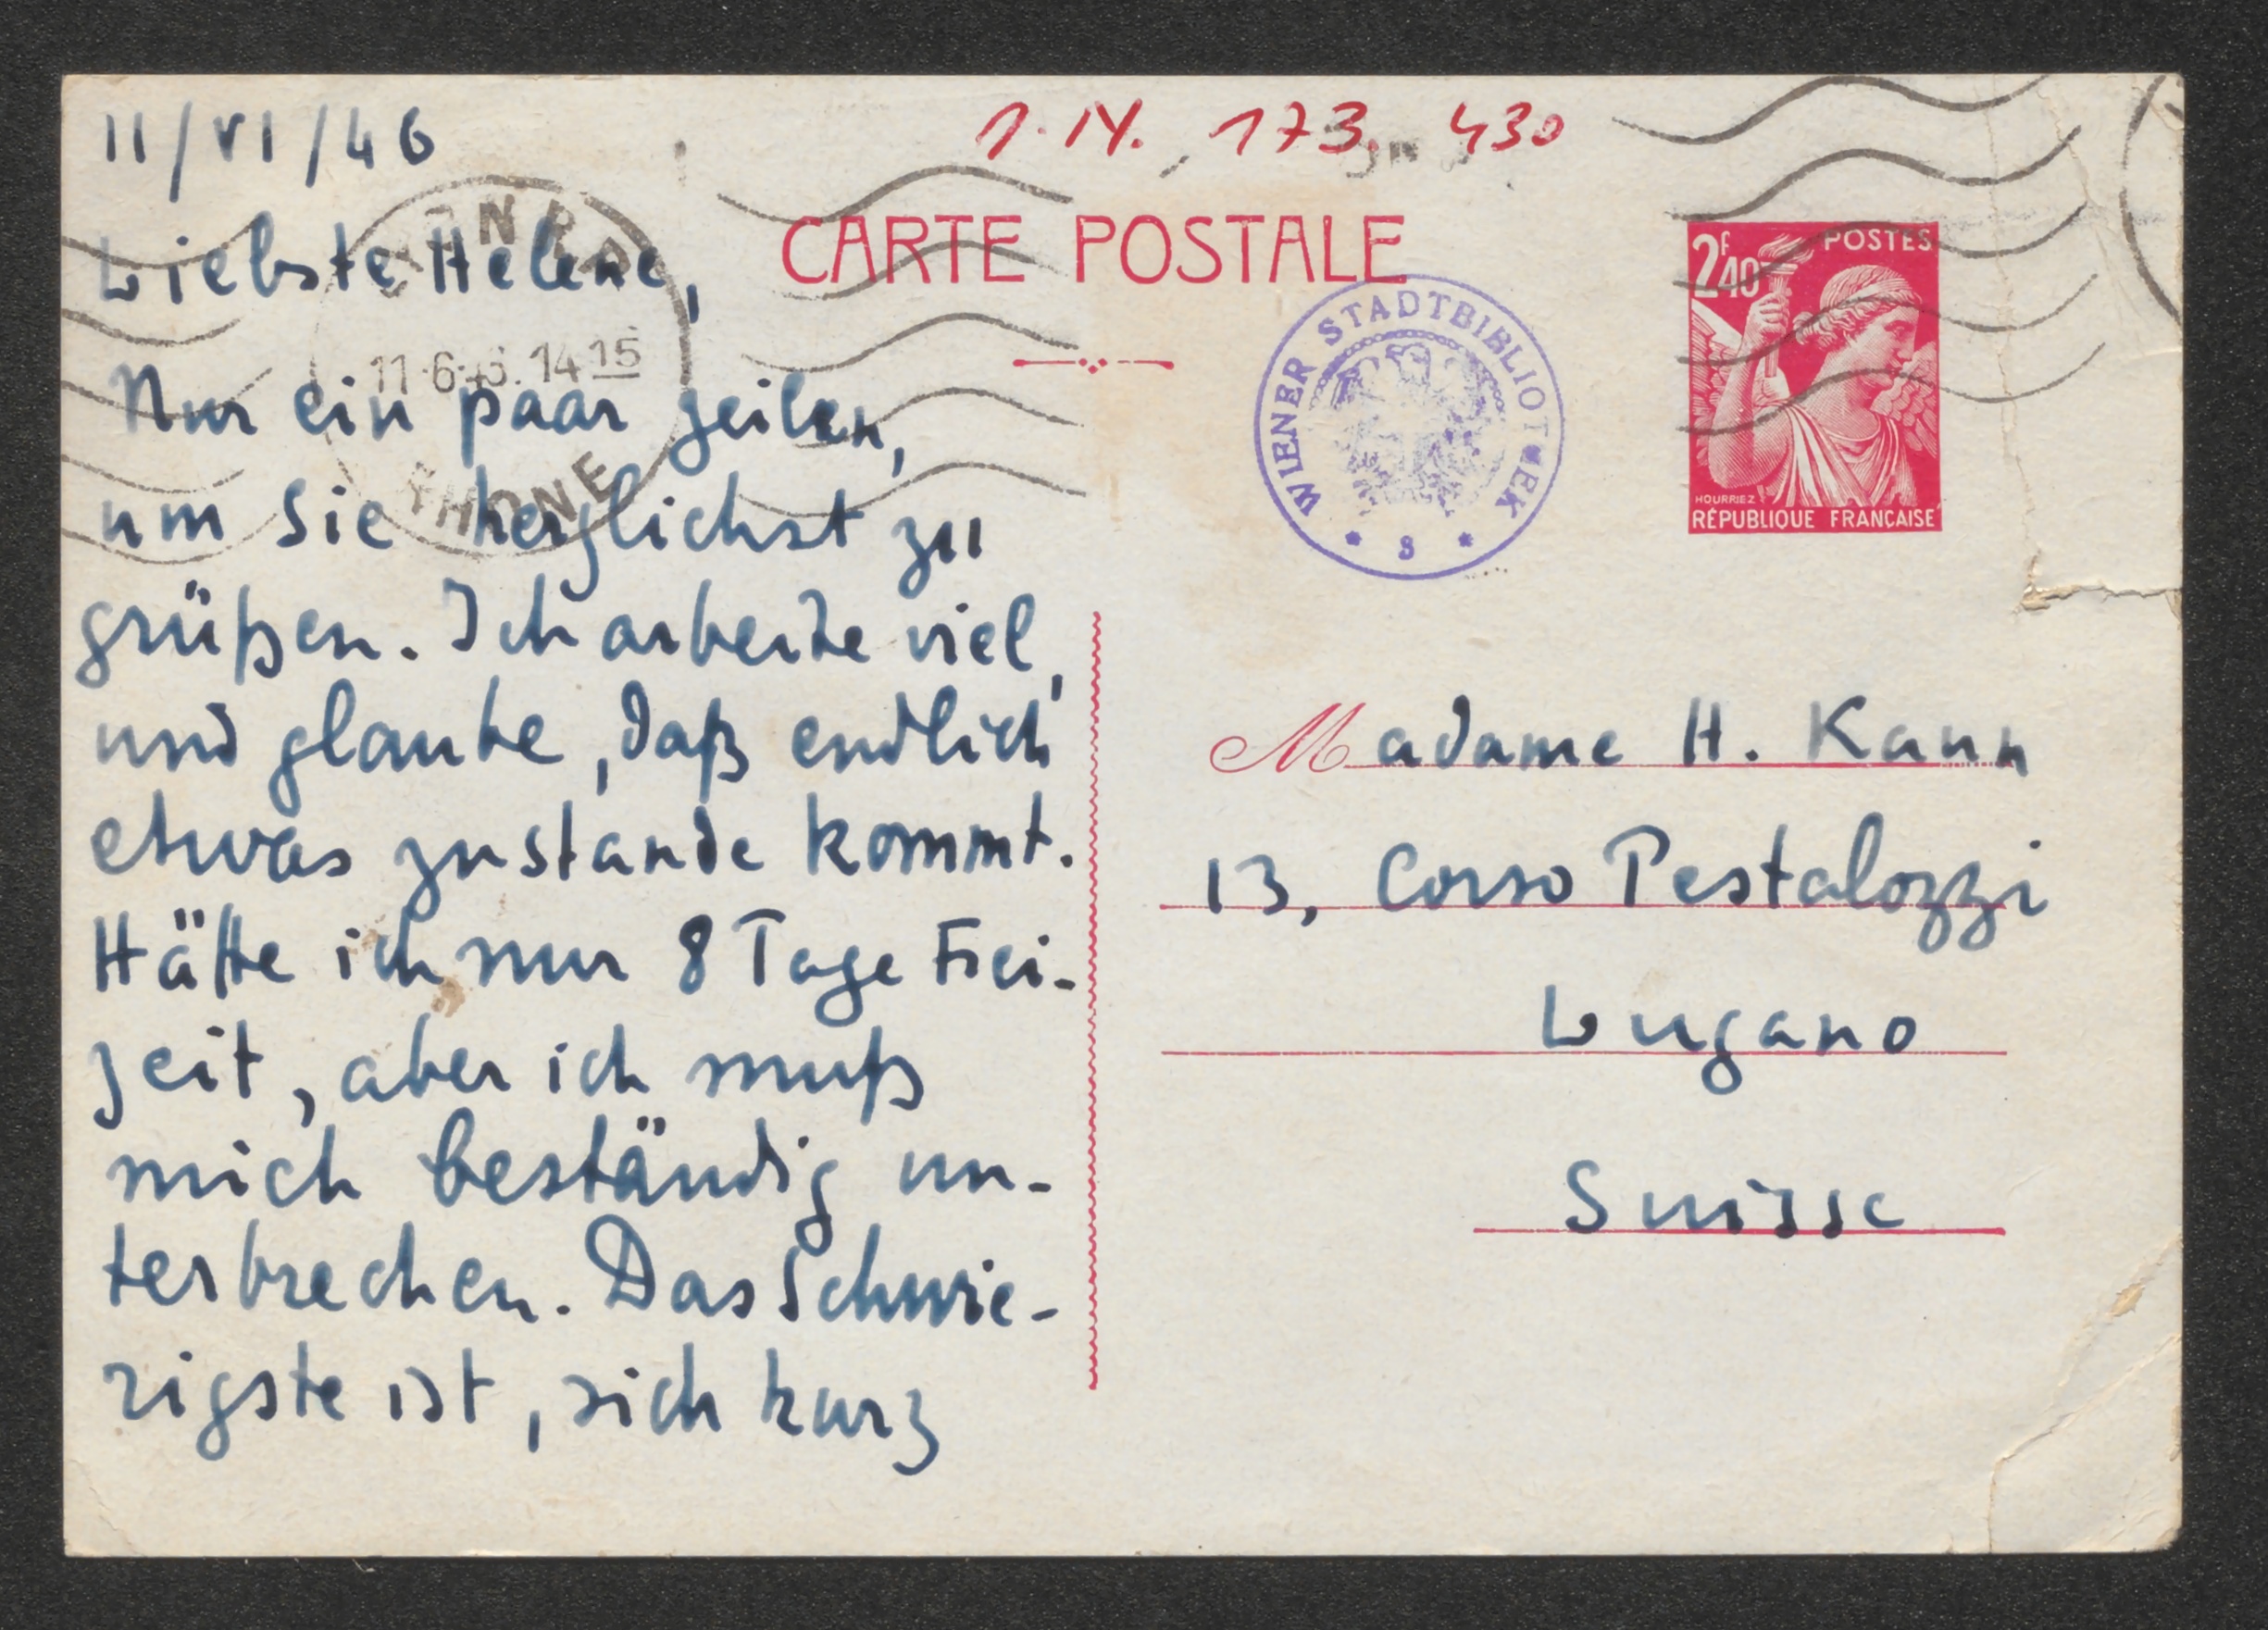 11/VI/46
Liebste Helene,
11·6·46. 14 15
RHONE
Nur ein paar Zeilen,
um Sie herzlichst zu
grüßen. Ich arbeite viel,
und glaube, daß endlich
etwas zustande kommt.
Hätte ich nur 8 Tage Frei-
zeit, aber ich muß
mich beständig un-
terbrechen. Das Schwie-
rigste ist, sich kurz
173.430
CARTE POSTALE
WIENER STADTBIBLIOTHEK
* 8 *
2F40 POSTES
HOURRIEZ
RÉPUBLIQUE FRANÇAISE
Madame H. Kann
13, Corso Pestalozzi
Lugano
Suisse